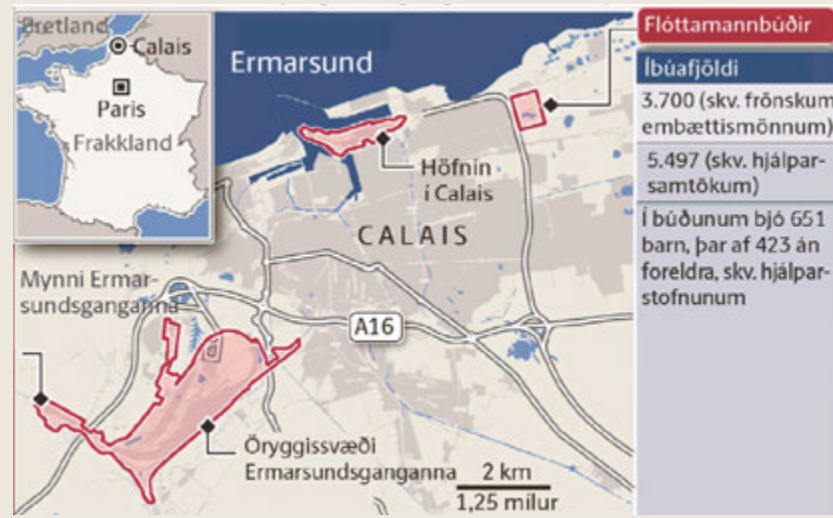 Bretland
Calais
Paris
Frakkland
Ermarsund
Höfnin
í Calais
CALAIS
Mynni Ermar-
sundsganganna
A16
Öryggissvæði
Ermarsundsganganna
2 km
1,25 mílur
Flóttamannbúðir
Íbúafjöldi
3.700 (skv. frönskum
embættismönnum)
5.497 (skv. hjálpar-
samtökum)
Í búðunum bjó 651
barn, þar af 423 án
foreldra, skv. hjálpar-
stofnunum